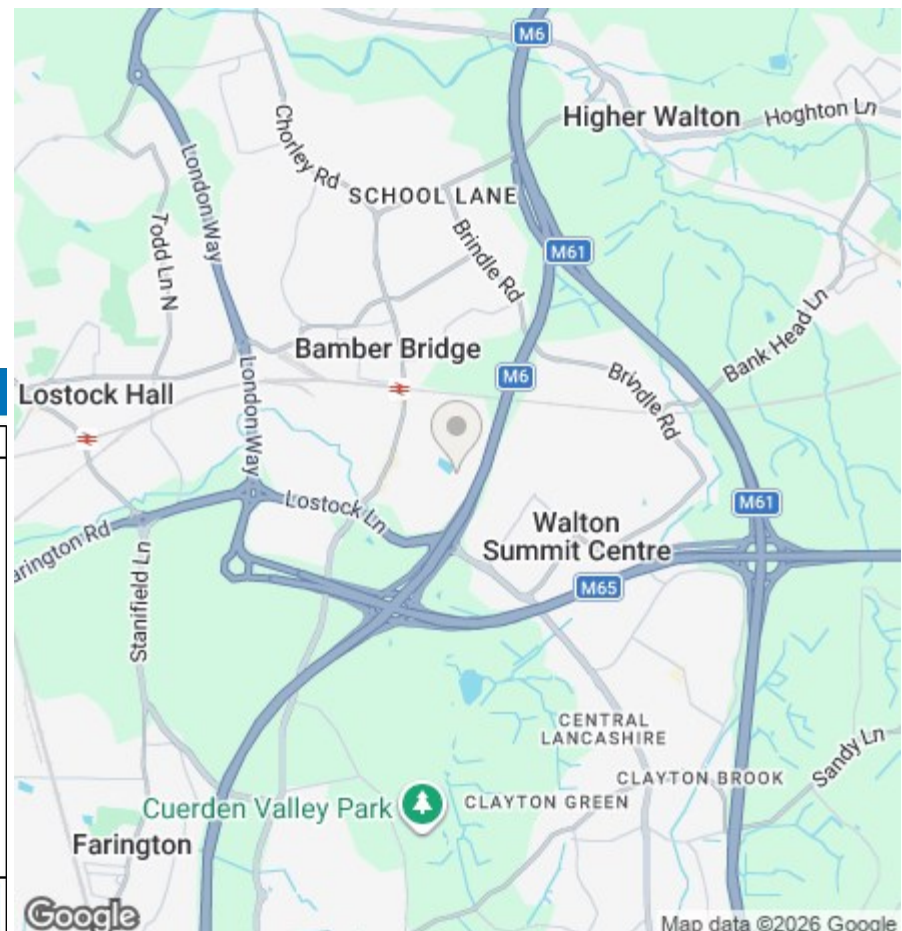 M6
Higher Walton
Hoghton Ln
Chorley Rd
London Way
SCHOOL LANE
Todd Ln N
Brindle Rd
M61
Bank Head Ln
Bamber Bridge
M6
Brindle Rd
Lostock Hall
London Way
M61
Lostock Ln
Walton
Summit Centre
arington Rd
Stanifield Ln
M65
CENTRAL
LANCASHIRE
Sandy Ln
CLAYTON BROOK
Cuerden Valley Park
CLAYTON GREEN
Farington
Google
Map data ©2026 Google